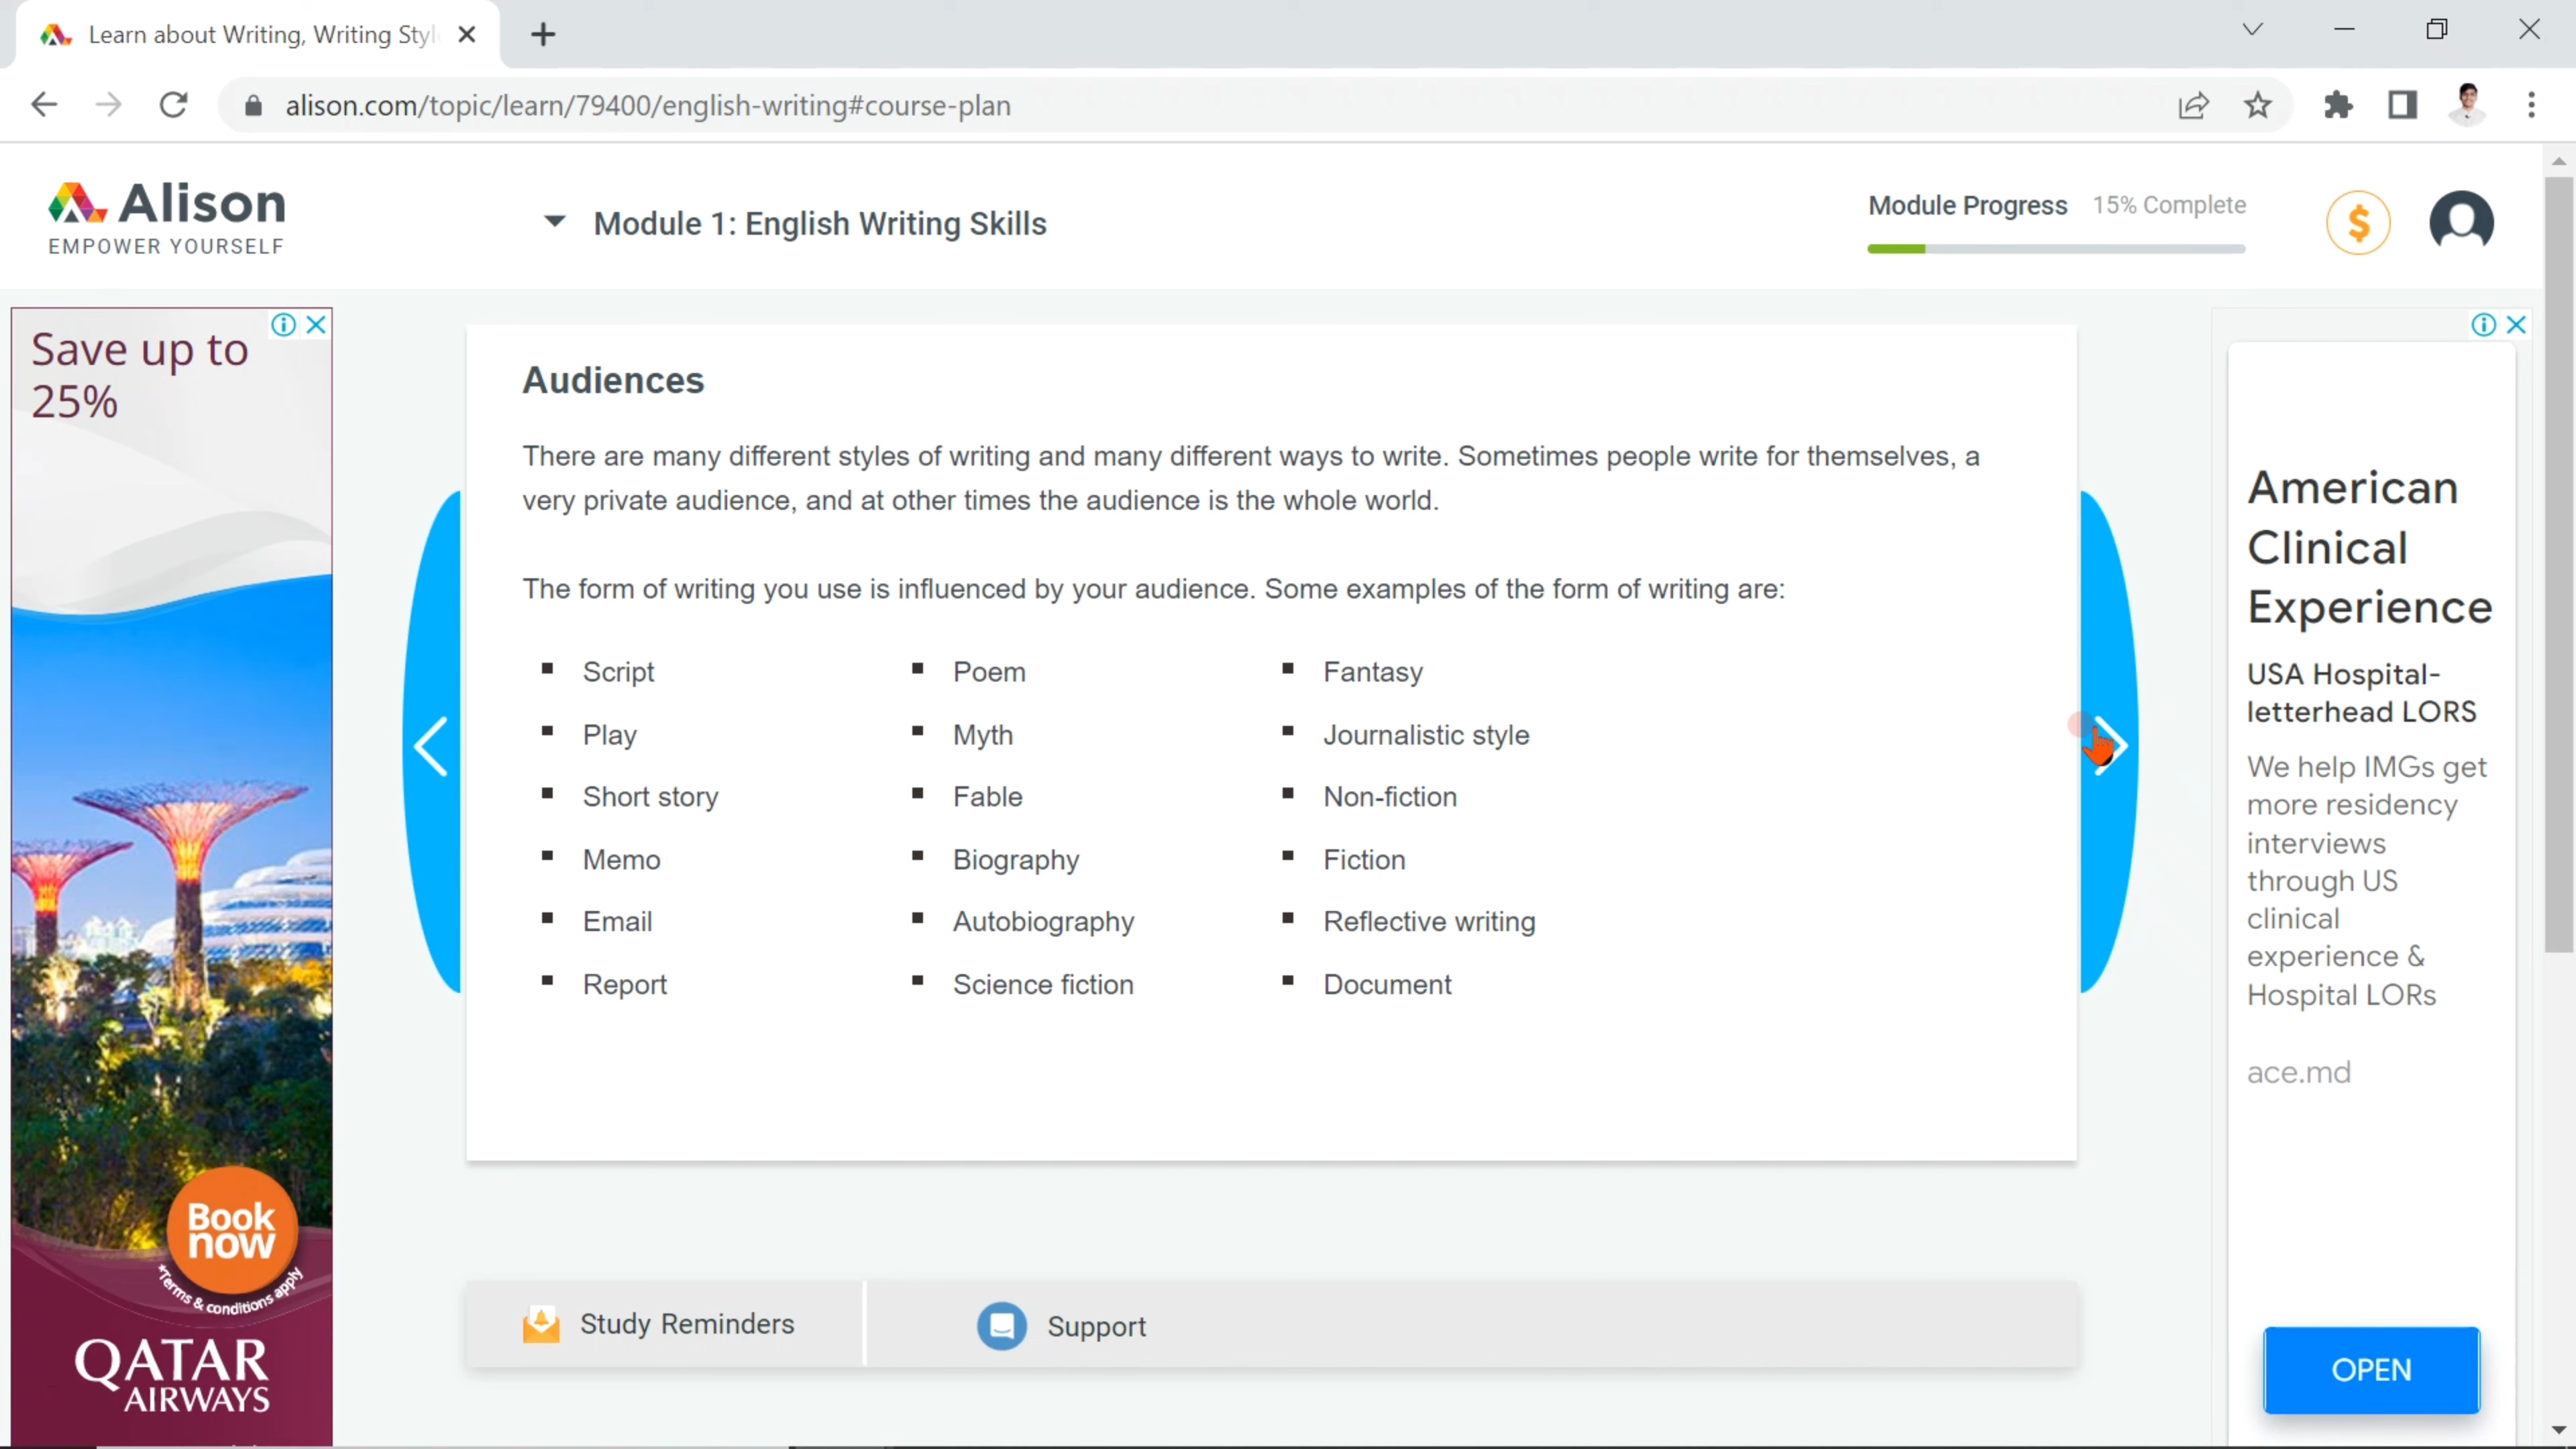 Learn about Writing, Writing Styl
alison.com/topic/learn/79400/english-writing#course-plan
Alison
EMPOWER YOURSELF
Module 1: English Writing Skills
Module Progress 15% Complete
$
Save up to
25%
Book
now
*Terms & conditions apply
QATAR
AIRWAYS
Audiences
There are many different styles of writing and many different ways to write. Sometimes people write for themselves, a
very private audience, and at other times the audience is the whole world.
The form of writing you use is influenced by your audience. Some examples of the form of writing are:
Script
Play
Short story
Memo
Email
Report
Poem
Myth
Fable
Biography
Autobiography
Science fiction
Fantasy
Journalistic style
Non-fiction
Fiction
Reflective writing
Document
Study Reminders
Support
American
Clinical
Experience
USA Hospital-
letterhead LORS
We help IMGs get
more residency
interviews
through US
clinical
experience &
Hospital LORs
ace.md
OPEN